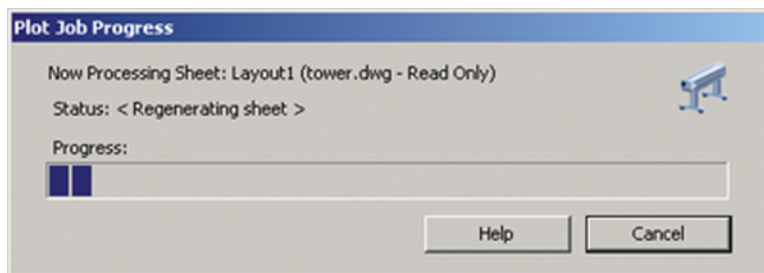 Plot Job Progress
Now Processing Sheet: Layout1 (tower.dwg - Read Only)
Status: < Regenerating sheet >
Progress:
Help Cancel